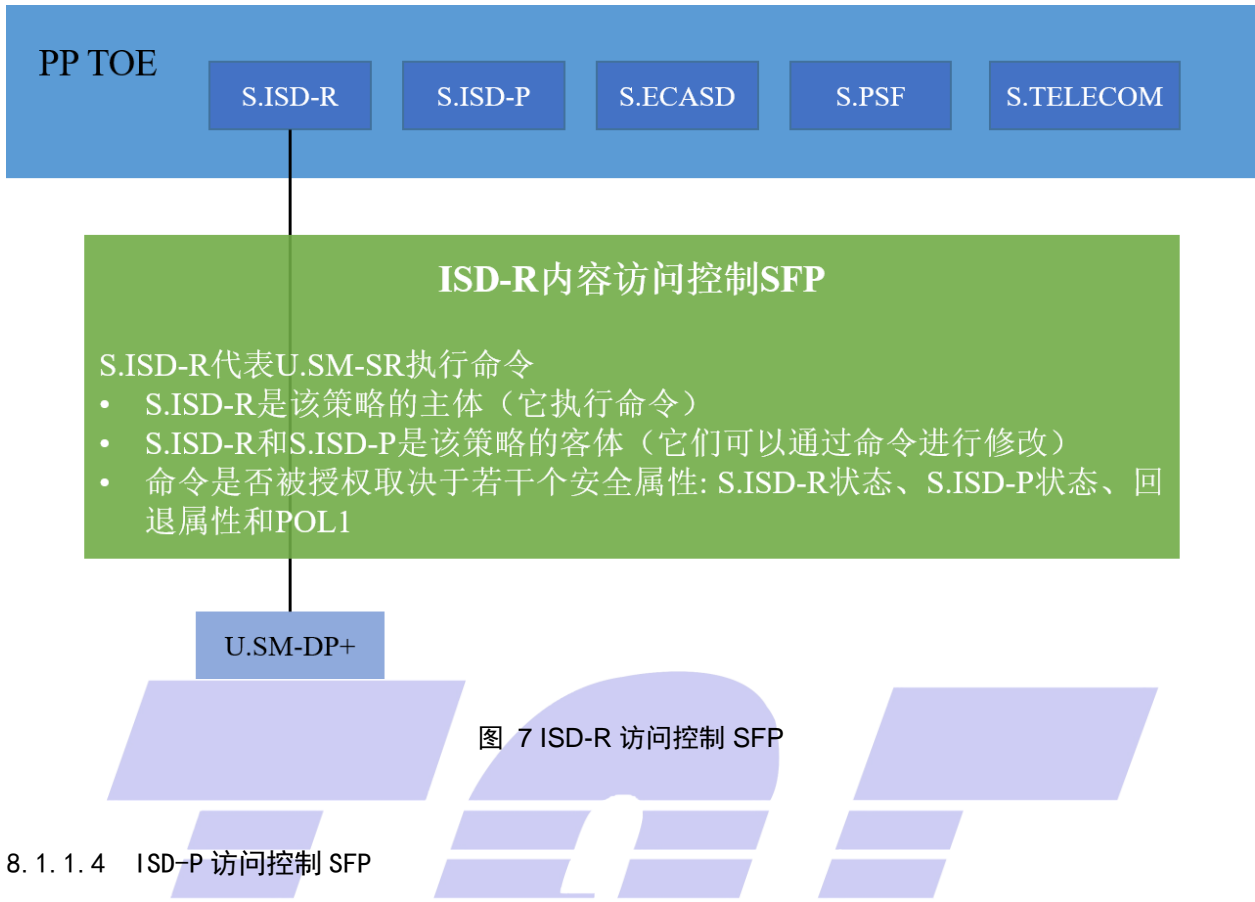 PP TOE
S.ISD-R
S.ISD-P
S.ECASD
S.PSF
S.TELECOM
ISD-R内容访问控制SFP
S.ISD-R代表U.SM-SR执行命令
• S.ISD-R是该策略的主体（它执行命令）
• S.ISD-R和S.ISD-P是该策略的客体（它们可以通过命令进行修改）
• 命令是否被授权取决于若干个安全属性: S.ISD-R状态、S.ISD-P状态、回
退属性和POL1
U.SM-DP+
图 7 ISD-R 访问控制 SFP
8.1.1.4 ISD-P 访问控制 SFP
TAF